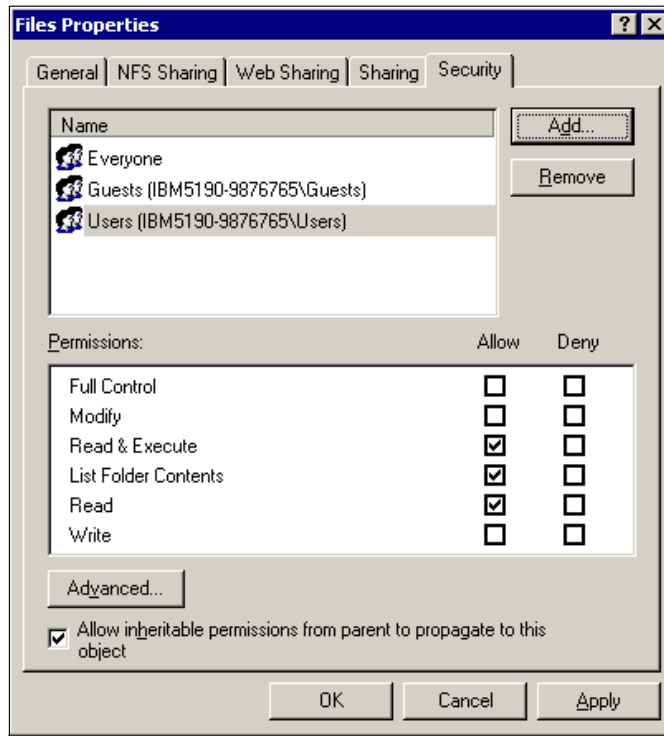 Files Properties
General NFS Sharing Web Sharing Sharing Security
Name
Everyone
Guests (IBM5190-9876765\Guests)
Users (IBM5190-9876765\Users)
Add...
Remove
Permissions: Allow Deny
Full Control
Modify
Read & Execute
List Folder Contents
Read
Write
Advanced...
Allow inheritable permissions from parent to propagate to this
object
OK Cancel Apply